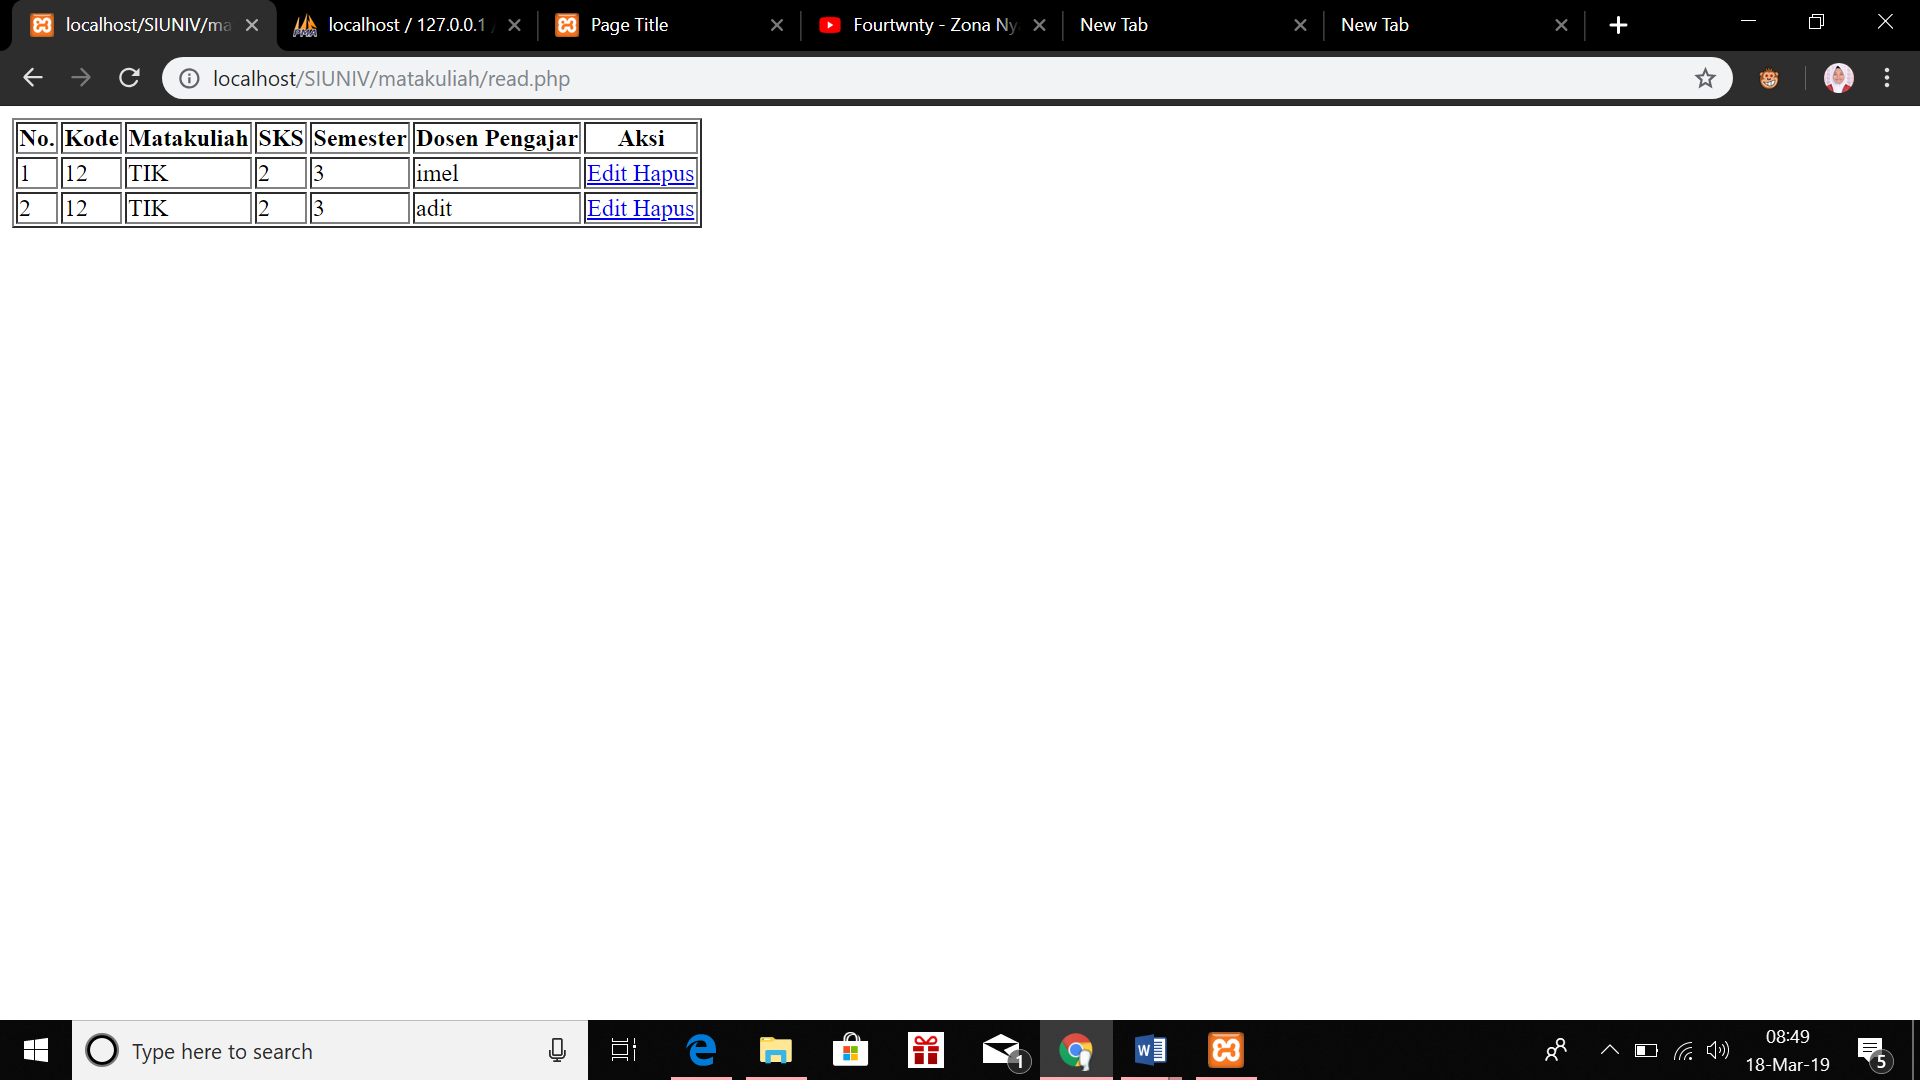 localhost/SIUNIV/ma
localhost / 127.0.0.1 /
Page Title
Fourtwnty - Zona Ny
New Tab
New Tab
localhost/SIUNIV/matakuliah/read.php
No. Kode Matakuliah SKS Semester Dosen Pengajar Aksi
1 12 TIK 2 3 imel Edit Hapus
2 12 TIK 2 3 adit Edit Hapus
Type here to search
1
08:49
18-Mar-19
5